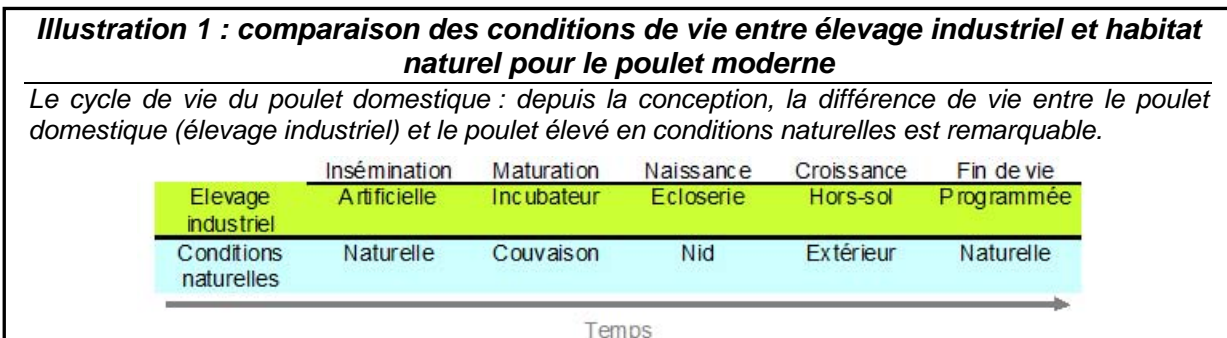 Illustration 1 : comparaison des conditions de vie entre élevage industriel et habitat
naturel pour le poulet moderne
Le cycle de vie du poulet domestique : depuis la conception, la différence de vie entre le poulet
domestique (élevage industriel) et le poulet élevé en conditions naturelles est remarquable.
Insémination Maturation Naissance Croissance Fin de vie
Elevage industriel Artificielle Incubateur Ecloserie Hors-sol Programmée
Conditions naturelles Naturelle Couvaison Nid Extérieur Naturelle
Temps